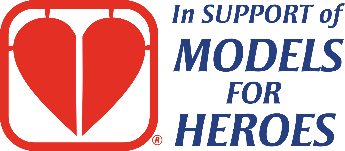 In SUPPORT of
MODELS
FOR
HEROES
®